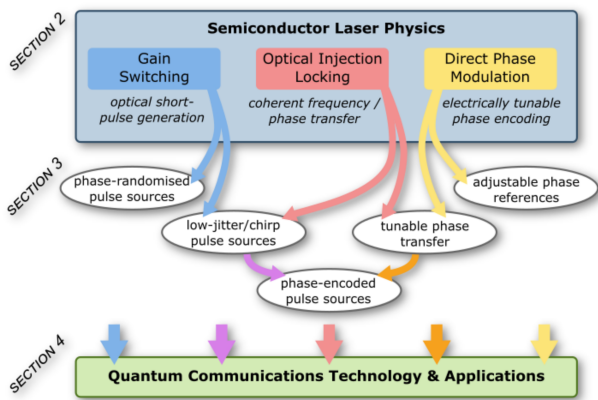 SECTION 2
Semiconductor Laser Physics
Gain
Switching
optical short-
pulse generation
Optical Injection
Locking
coherent frequency /
phase transfer
Direct Phase
Modulation
electrically tunable
phase encoding
SECTION 3
phase-randomised
pulse sources
adjustable phase
references
low-jitter/chirp
pulse sources
tunable phase
transfer
phase-encoded
pulse sources
SECTION 4
Quantum Communications Technology & Applications